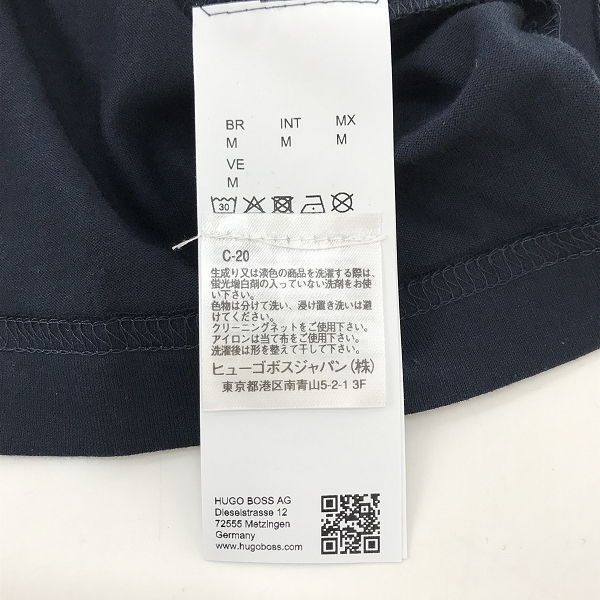 BR INT MX
M M M
VE
M
30
C-20
生成り又は淡色の商品を洗濯する際は、
蛍光増白剤の入っていない洗剤をお使
い下さい。
色物は分けて洗い、浸け置き洗いは避
けてください。
クリーニングネットをご使用下さい。
アイロンは当て布をご使用下さい。
洗濯後は形を整えて干して下さい。
ヒューゴボスジャパン(株)
東京都港区南青山5-2-1 3F
HUGO BOSS AG
Dieselstrasse 12
72555 Metzingen
Germany
www.hugoboss.com